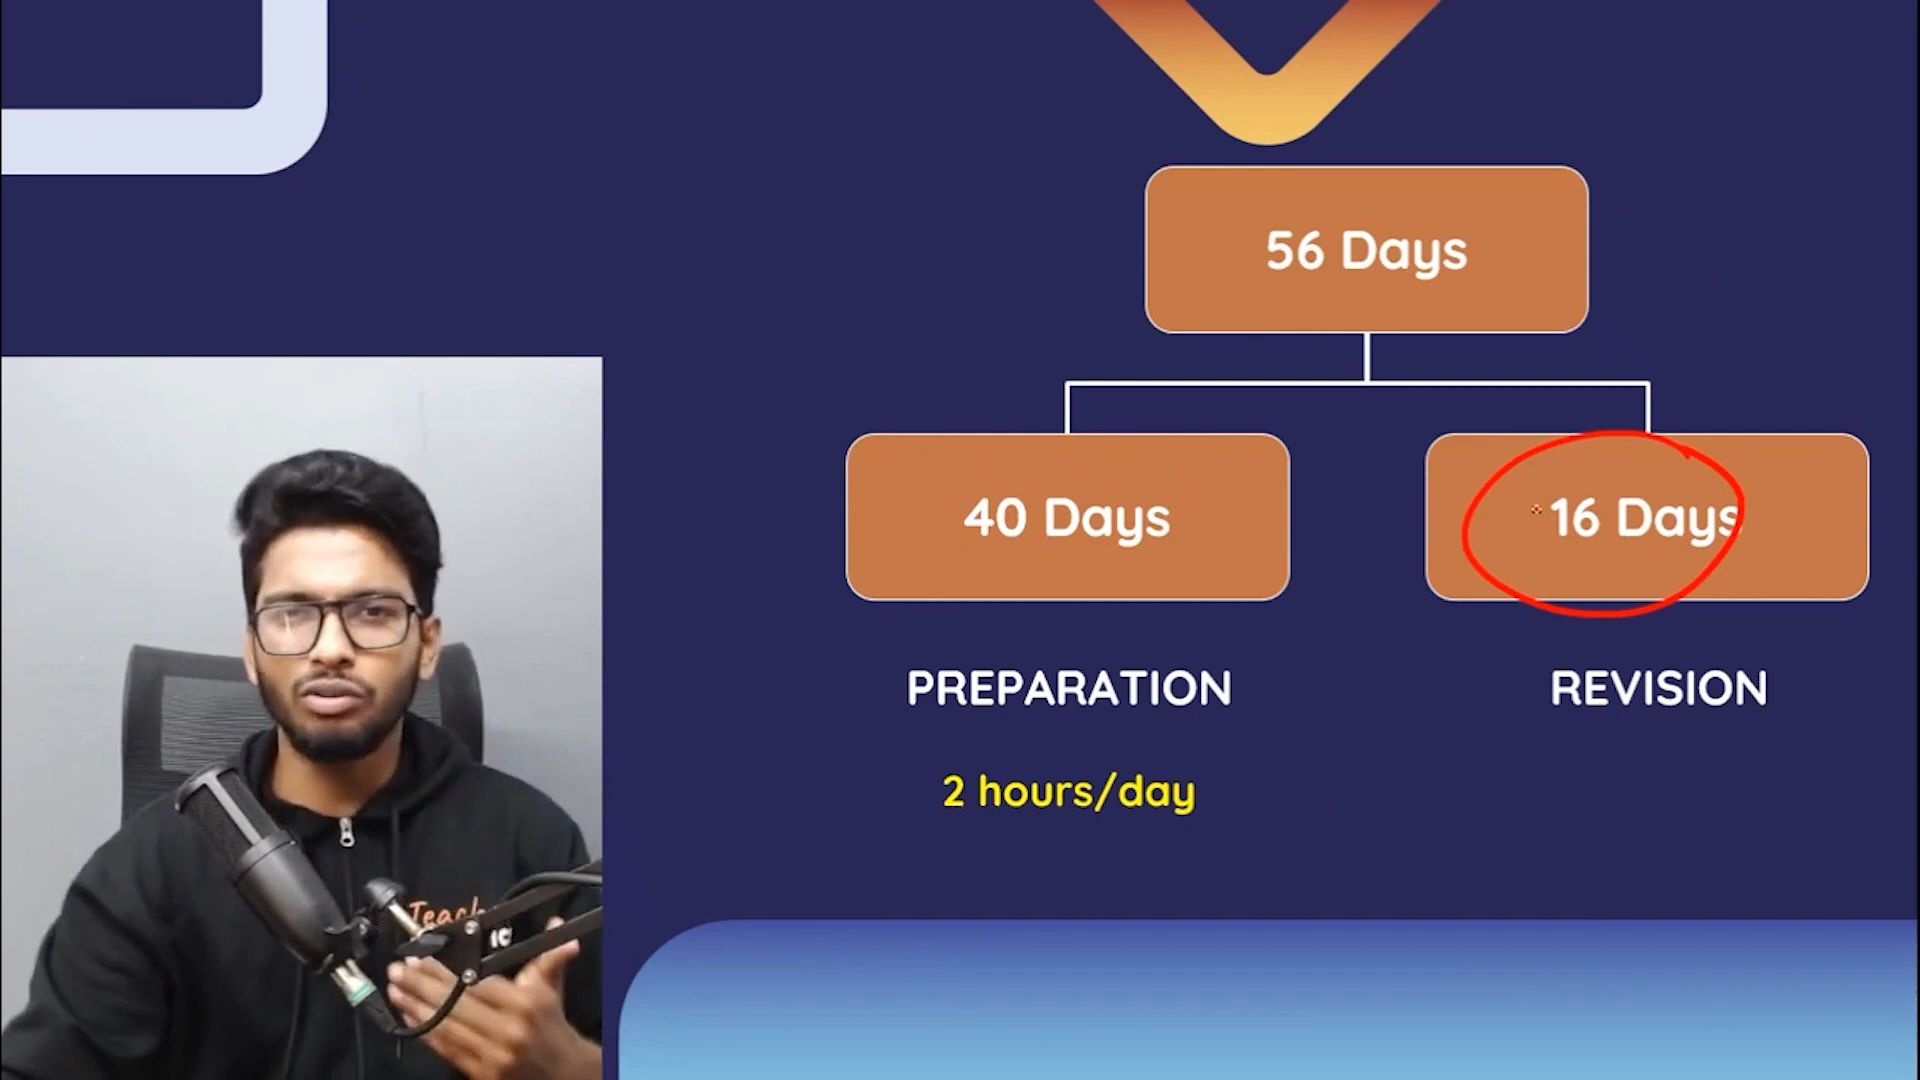 56 Days
40 Days
16 Days
PREPARATION
REVISION
2 hours/day